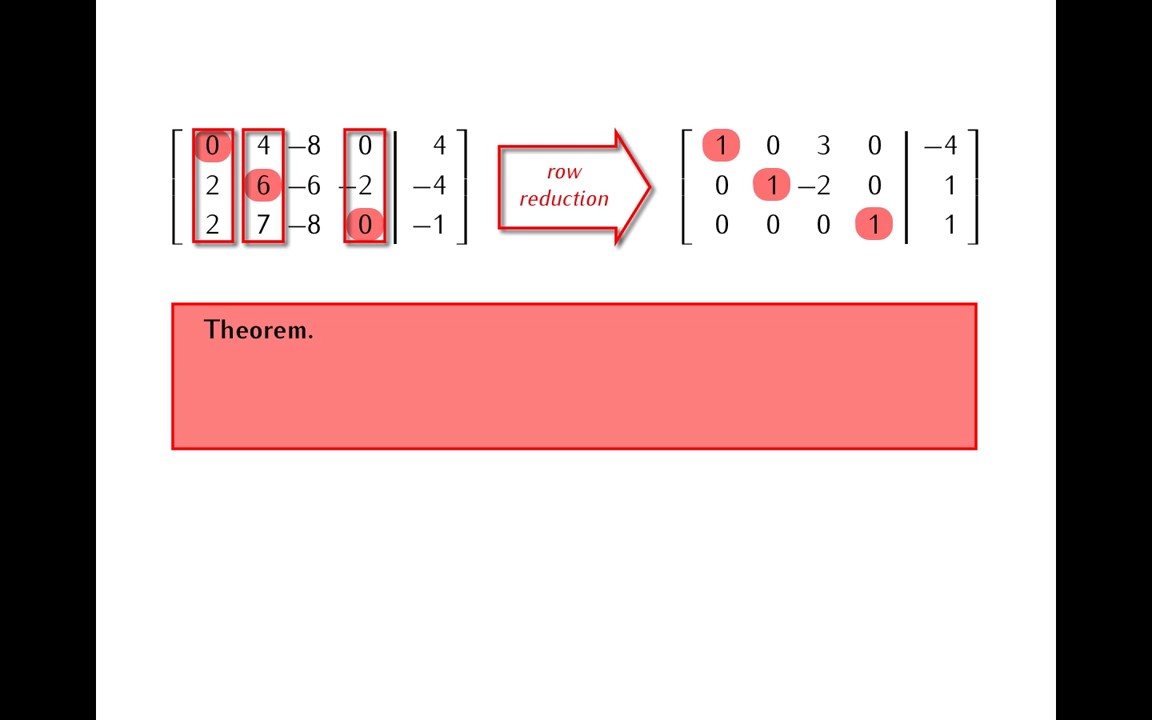 0 4 −8 0 4 1 0 3 0 −4
2 6 −6 −2 −4 row reduction 0 1 −2 0 1
2 7 −8 0 −1 0 0 0 1 1
Theorem.